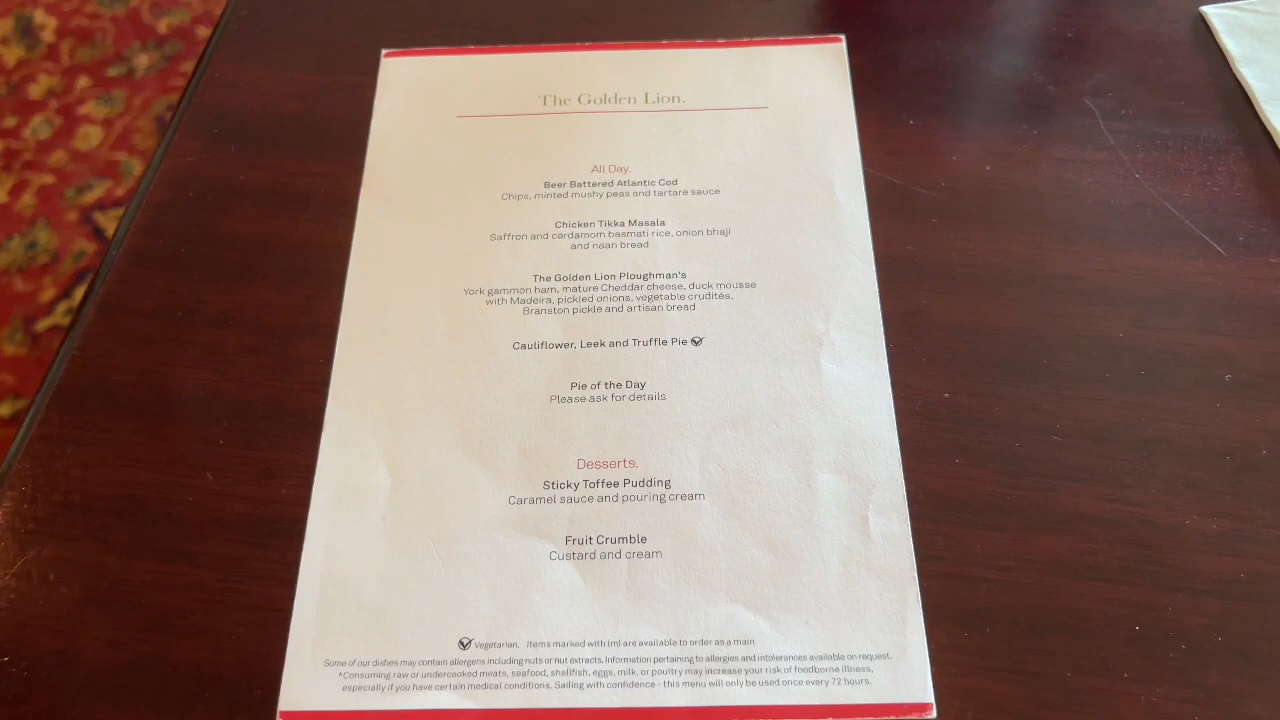 The Golden Lion.
All Day.
Beer Battered Atlantic Cod
Chips, minted mushy peas and tartare sauce
Chicken Tikka Masala
Saffron and cardamom basmati rice, onion bhaji
and naan bread
The Golden Lion Ploughman's
York gammon ham, mature Cheddar cheese, duck mousse
with Madeira, pickled onions, vegetable crudités,
Branston pickle and artisan bread
Cauliflower, Leek and Truffle Pie
Pie of the Day
Please ask for details
Desserts.
Sticky Toffee Pudding
Caramel sauce and pouring cream
Fruit Crumble
Custard and cream
Vegetarian. Items marked with (m) are available to order as a main
Some of our dishes may contain allergens including nuts or nut extracts. Information pertaining to allergies and intolerances available on request.
*Consuming raw or undercooked meats, seafood, shellfish, eggs, milk, or poultry may increase your risk of foodborne illness,
especially if you have certain medical conditions. Sailing with confidence - this menu will only be used once every 72 hours.